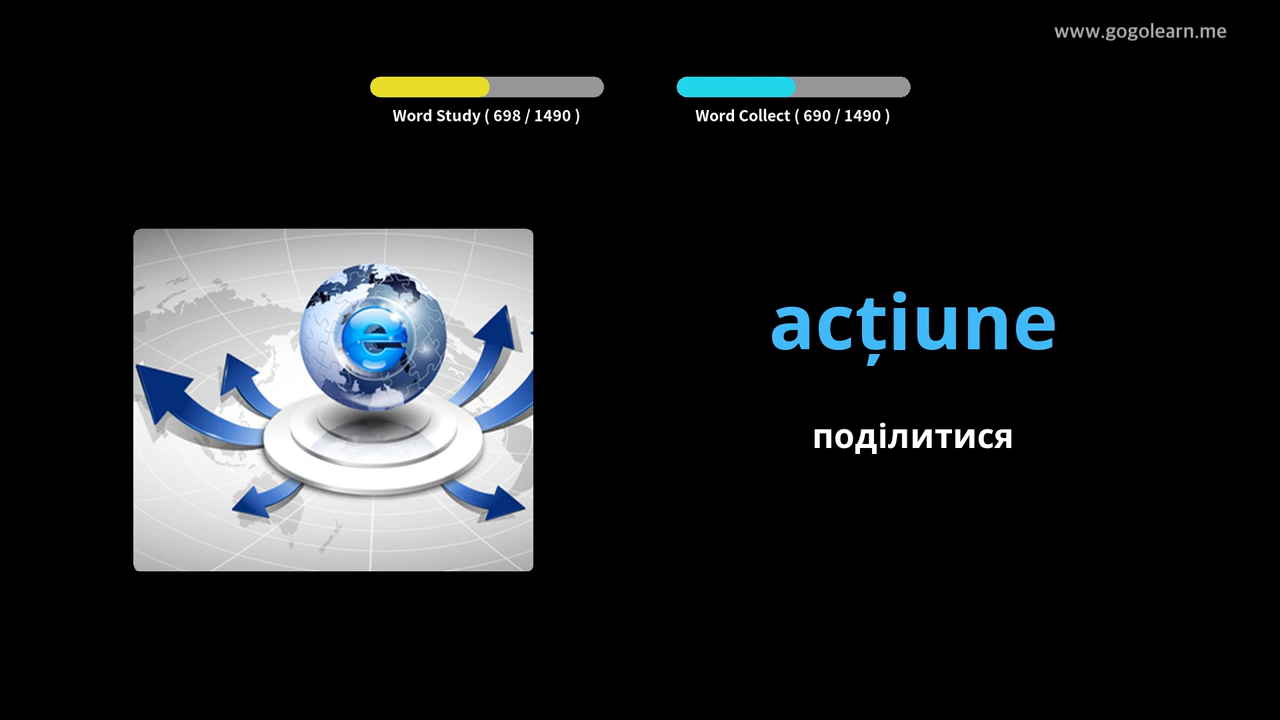 www.gogolearn.me
Word Study ( 698 / 1490 )
Word Collect ( 690 / 1490 )
e
acțiune
поділитися